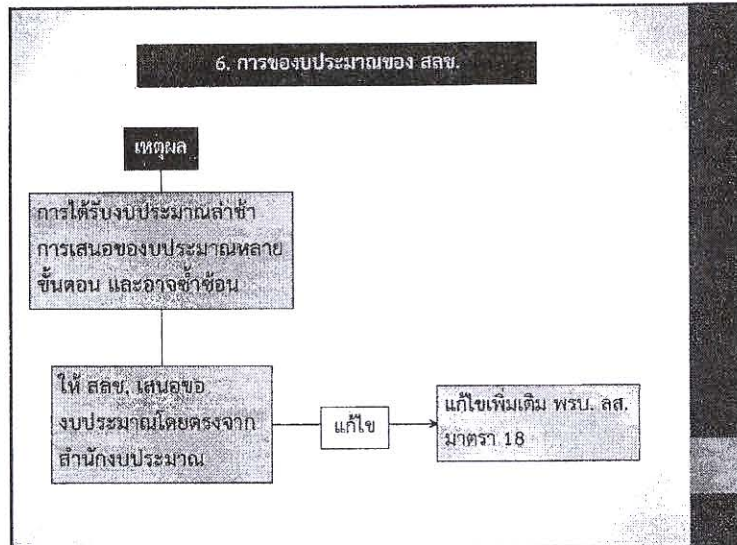 6. การของบประมาณของ สลช.
เหตุผล
การได้รับงบประมาณล่าช้า
การเสนอของบประมาณหลาย
ขั้นตอน และอาจซ้ำซ้อน
ให้ สลช. เสนอขอ
งบประมาณโดยตรงจาก
สำนักงบประมาณ
แก้ไข
แก้ไขเพิ่มเติม พรบ. ลส.
มาตรา 18